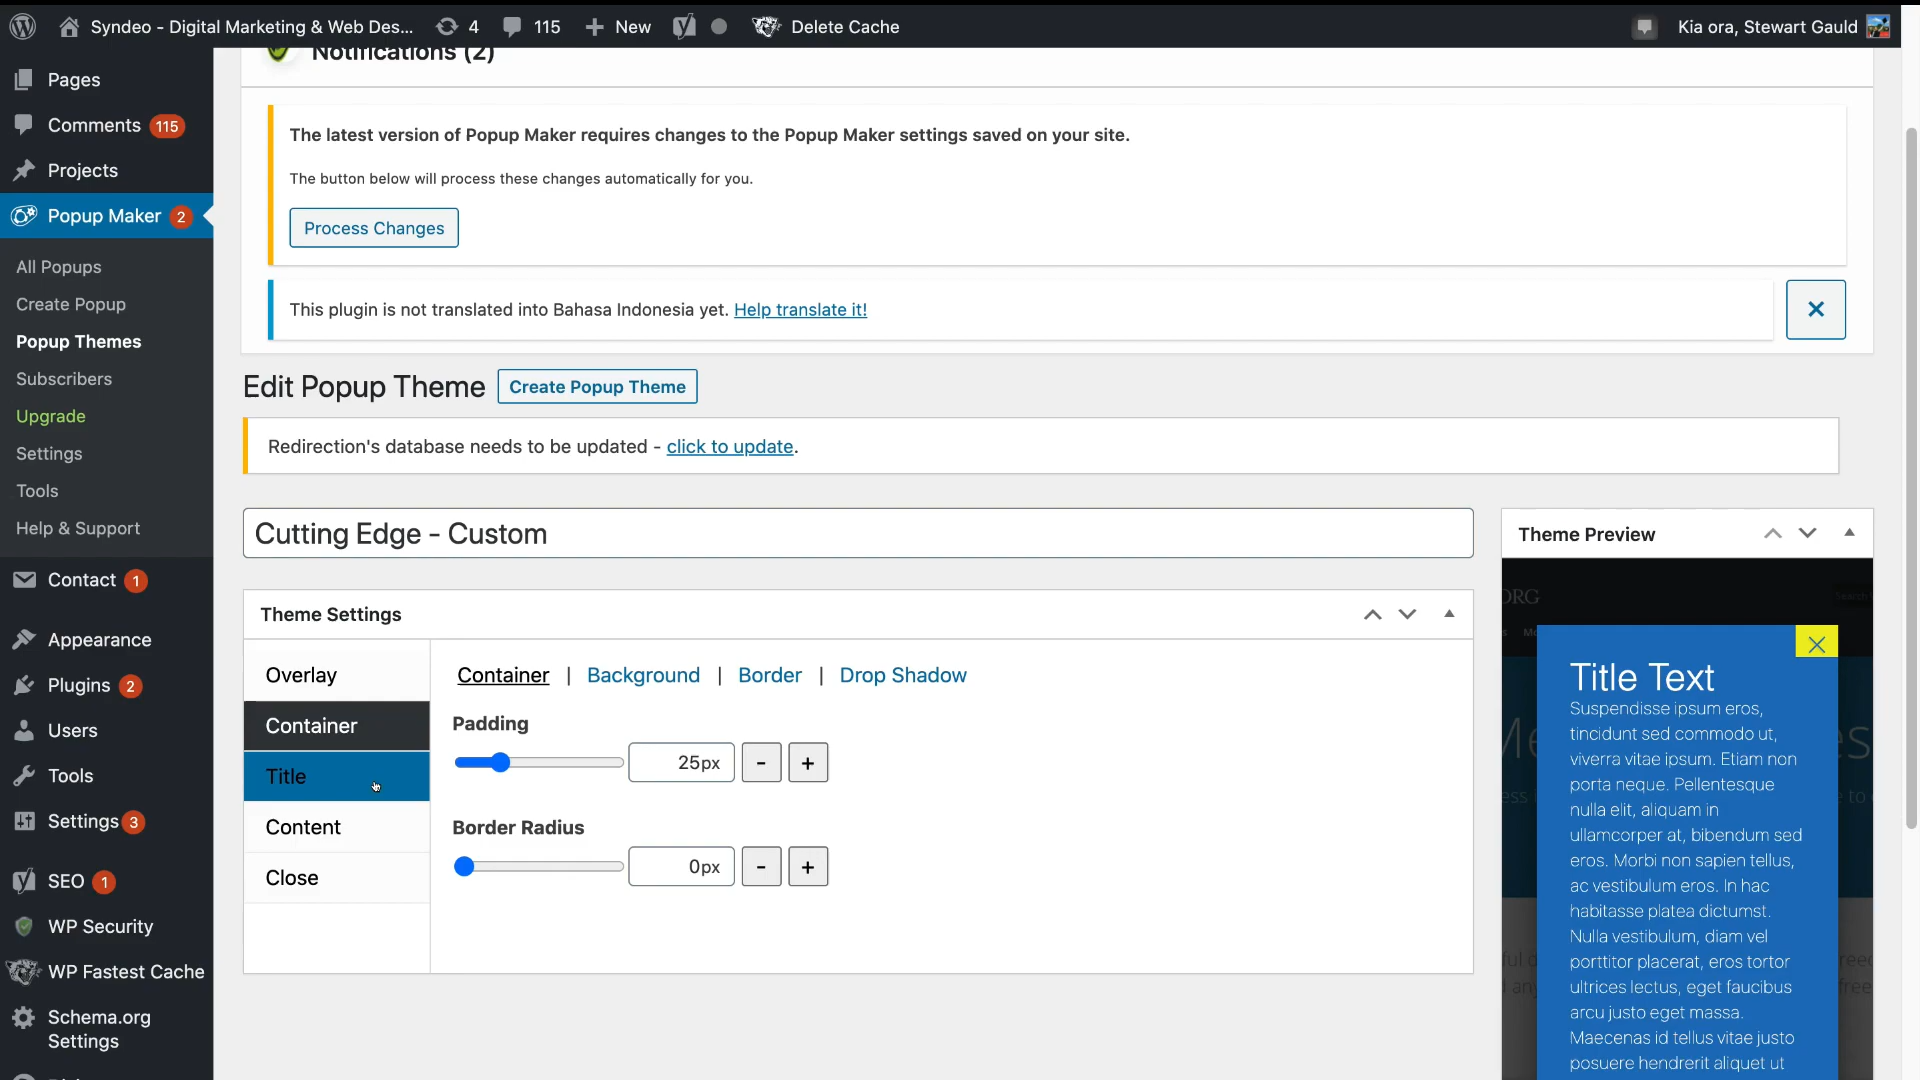 Syndeo - Digital Marketing & Web Des... 4 115 New Delete Cache Kia ora, Stewart Gauld
Pages
Comments 115
Projects
Popup Maker 2
All Popups
Create Popup
Popup Themes
Subscribers
Upgrade
Settings
Tools
Help & Support
Contact 1
Appearance
Plugins 2
Users
Tools
Settings 3
SEO 1
WP Security
WP Fastest Cache
Schema.org
Settings
Notifications (2)
The latest version of Popup Maker requires changes to the Popup Maker settings saved on your site.
The button below will process these changes automatically for you.
Process Changes
This plugin is not translated into Bahasa Indonesia yet. Help translate it!
Edit Popup Theme Create Popup Theme
Redirection's database needs to be updated - click to update.
Cutting Edge - Custom
Theme Settings
Overlay
Container
Title
Content
Close
Container | Background | Border | Drop Shadow
Padding
25px - +
Border Radius
0px - +
Theme Preview
ORG
Title Text
Suspendisse ipsum eros,
tincidunt sed commodo ut,
viverra vitae ipsum. Etiam non
porta neque. Pellentesque
nulla elit, aliquam in
ullamcorper at, bibendum sed
eros. Morbi non sapien tellus,
ac vestibulum eros. In hac
habitasse platea dictumst.
Nulla vestibulum, diam vel
porttitor placerat, eros tortor
ultrices lectus, eget faucibus
arcu justo eget massa.
Maecenas id tellus vitae justo
posuere hendrerit aliquet ut